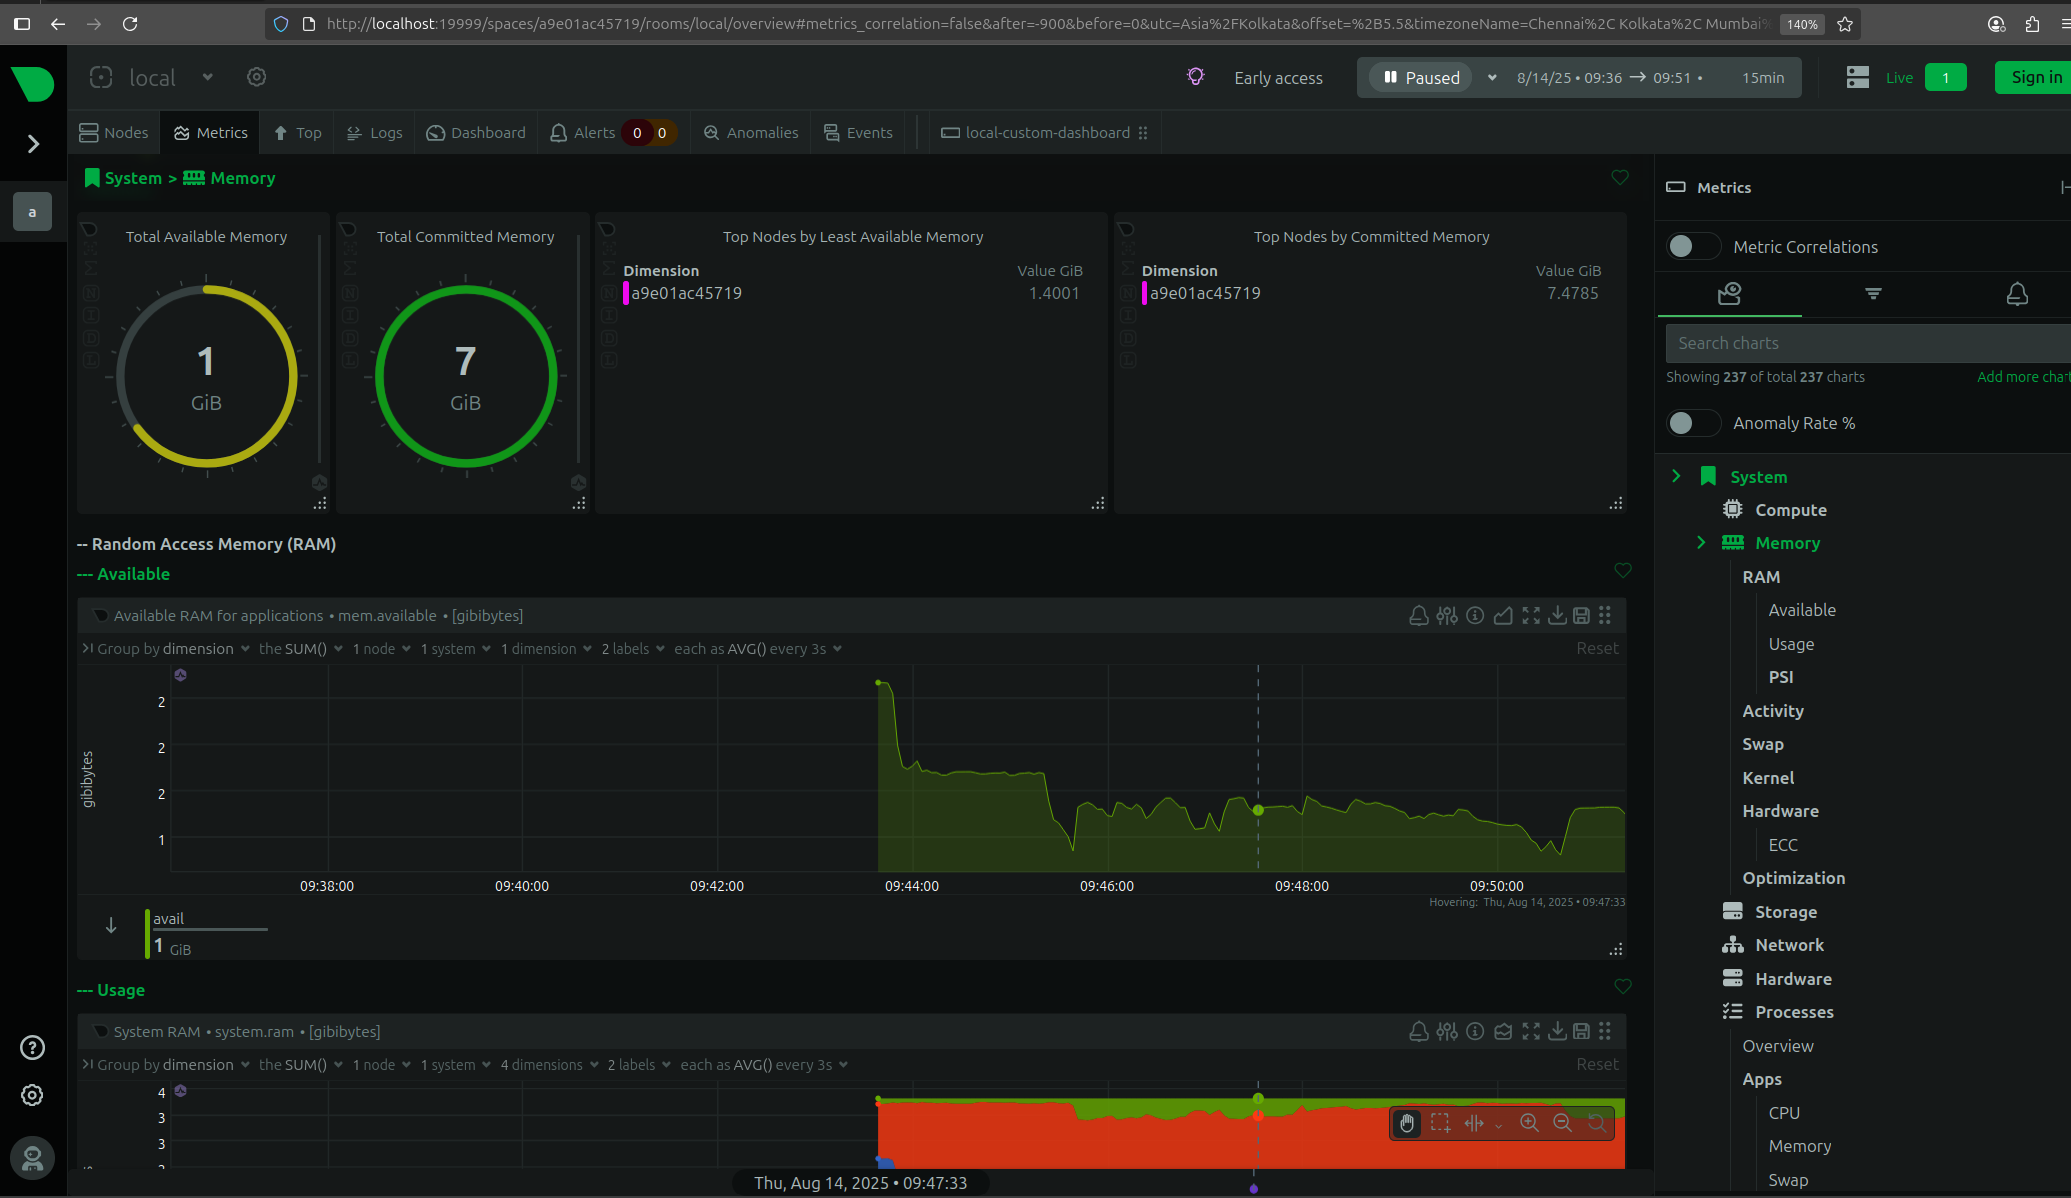 http://localhost:19999/spaces/a9e01ac45719/rooms/local/overview#metrics_correlation=false&after=-900&before=0&utc=Asia%2FKolkata&offset=%2B5.5&timezoneName=Chennai%2C Kolkata%2C Mumbai%
140%
local
Early access
Paused
8/14/25 • 09:36 → 09:51 •
15min
Live
1
Sign in
Nodes
Metrics
Top
Logs
Dashboard
Alerts
0
0
Anomalies
Events
local-custom-dashboard
a
System > Memory
Total Available Memory
1
GiB
Total Committed Memory
7
GiB
Top Nodes by Least Available Memory
Dimension Value GiB
a9e01ac45719 1.4001
Top Nodes by Committed Memory
Dimension Value GiB
a9e01ac45719 7.4785
M
N
I
D
L
M
N
I
D
L
M
N
I
D
L
M
N
I
D
L
-- Random Access Memory (RAM)
--- Available
Available RAM for applications • mem.available • [gibibytes]
Group by dimension the SUM() 1 node 1 system 1 dimension 2 labels each as AVG() every 3s Reset
gibibytes
2
2
2
1
09:38:00 09:40:00 09:42:00 09:44:00 09:46:00 09:48:00 09:50:00
Hovering: Thu, Aug 14, 2025 • 09:47:33
avail
1 GiB
--- Usage
System RAM • system.ram • [gibibytes]
Group by dimension the SUM() 1 node 1 system 4 dimensions 2 labels each as AVG() every 3s Reset
4
3
3
Thu, Aug 14, 2025 • 09:47:33
Metrics
Metric Correlations
Search charts
Showing 237 of total 237 charts
Add more char
Anomaly Rate %
System
Compute
Memory
RAM
Available
Usage
PSI
Activity
Swap
Kernel
Hardware
ECC
Optimization
Storage
Network
Hardware
Processes
Overview
Apps
CPU
Memory
Swap